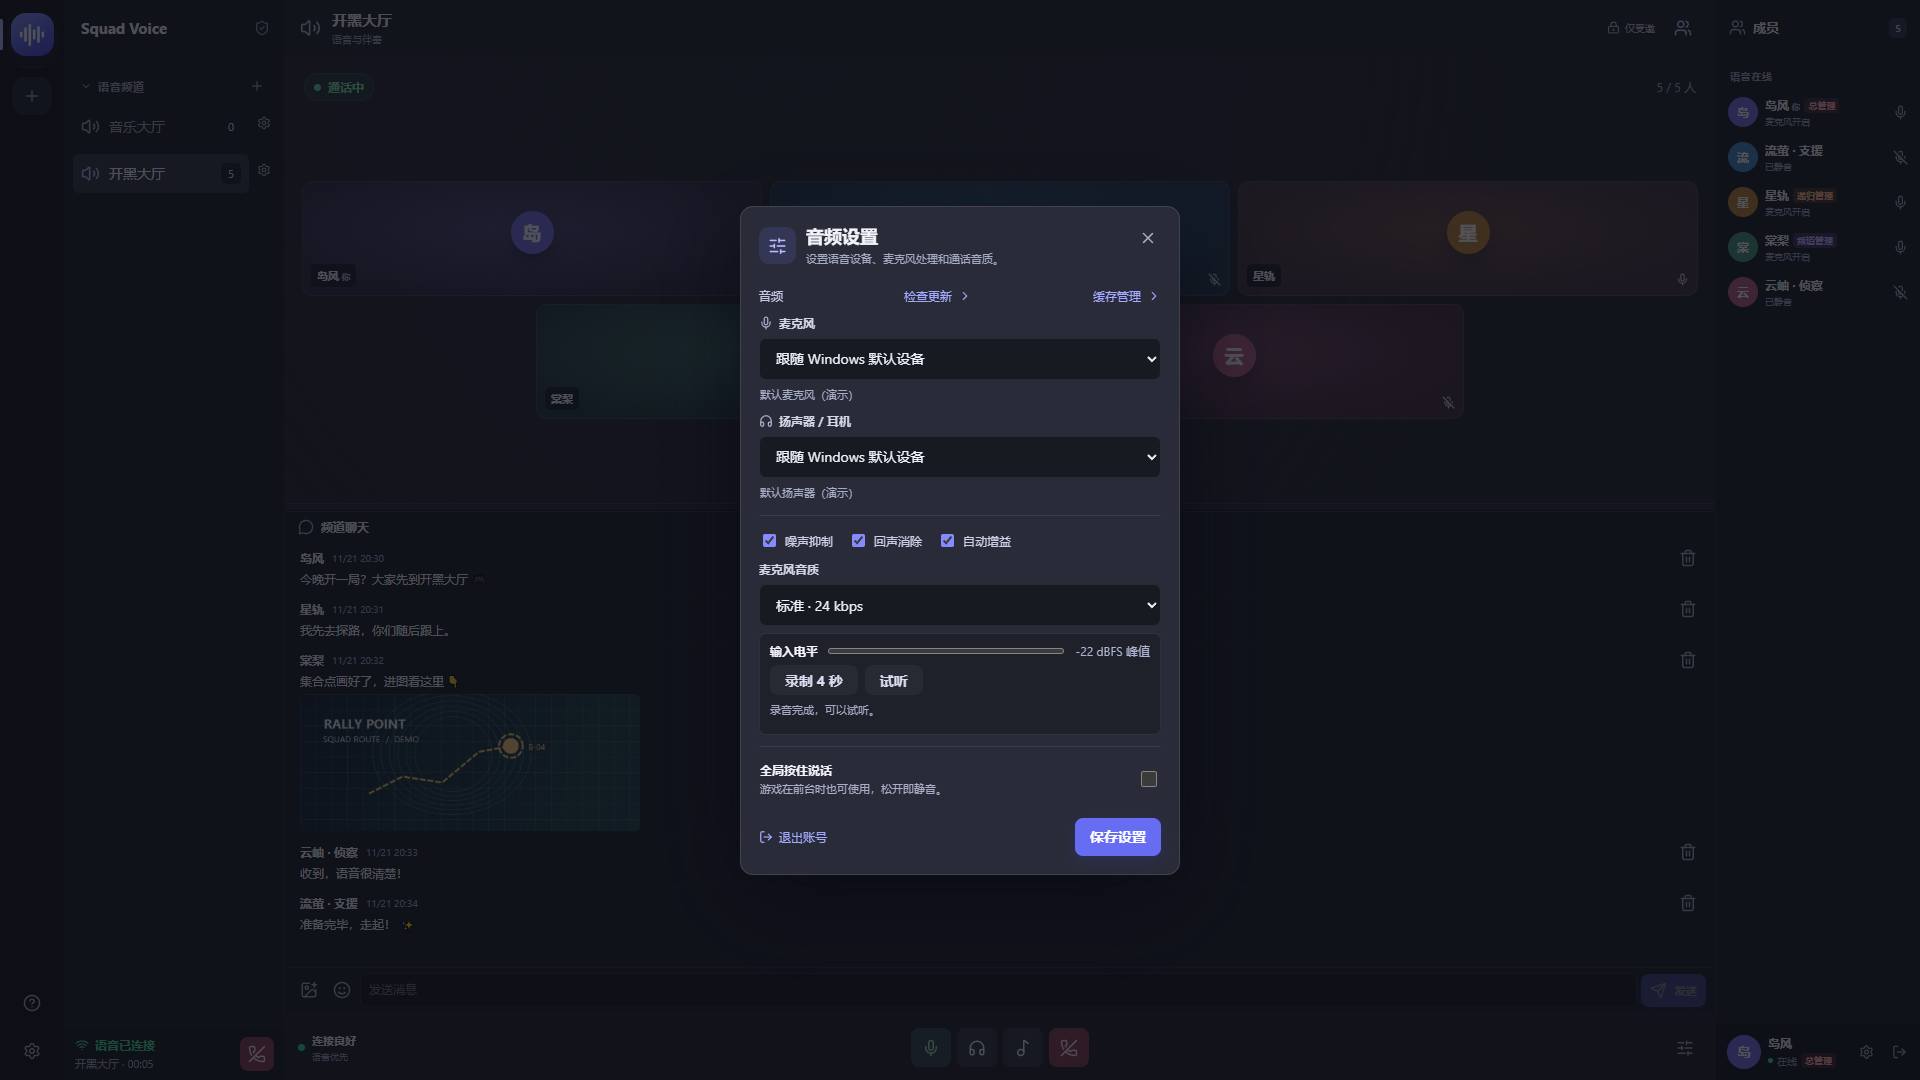 Squad Voice
语音频道
音乐大厅
0
开黑大厅
5
语音已连接
开黑大厅 · 00:05
开黑大厅
语音与伴奏
仅受邀
通话中
5 / 5 人
岛
岛风 你
星
星轨
棠梨
云
音频设置
设置语音设备、麦克风处理和通话音质。
音频
检查更新
缓存管理
麦克风
跟随 Windows 默认设备
默认麦克风（演示）
扬声器 / 耳机
跟随 Windows 默认设备
默认扬声器（演示）
噪声抑制
回声消除
自动增益
麦克风音质
标准 · 24 kbps
输入电平
-22 dBFS 峰值
录制 4 秒
试听
录音完成，可以试听。
全局按住说话
游戏在前台时也可使用，松开即静音。
退出账号
保存设置
频道聊天
岛风 11/21 20:30
今晚开一局？大家先到开黑大厅 🎮
星轨 11/21 20:31
我先去探路，你们随后跟上。
棠梨 11/21 20:32
集合点画好了，进图看这里 👇
RALLY POINT
SQUAD ROUTE / DEMO
云岫 · 侦察 11/21 20:33
收到，语音很清楚！
流萤 · 支援 11/21 20:34
准备完毕，走起！ ✨
发送消息
发送
连接良好
语音优先
成员
5
语音在线
岛
岛风 你 总管理
麦克风开启
流
流萤 · 支援
已静音
星
星轨 递归管理
麦克风开启
棠
棠梨 频道管理
麦克风开启
云
云岫 · 侦察
已静音
岛
岛风
在线 总管理